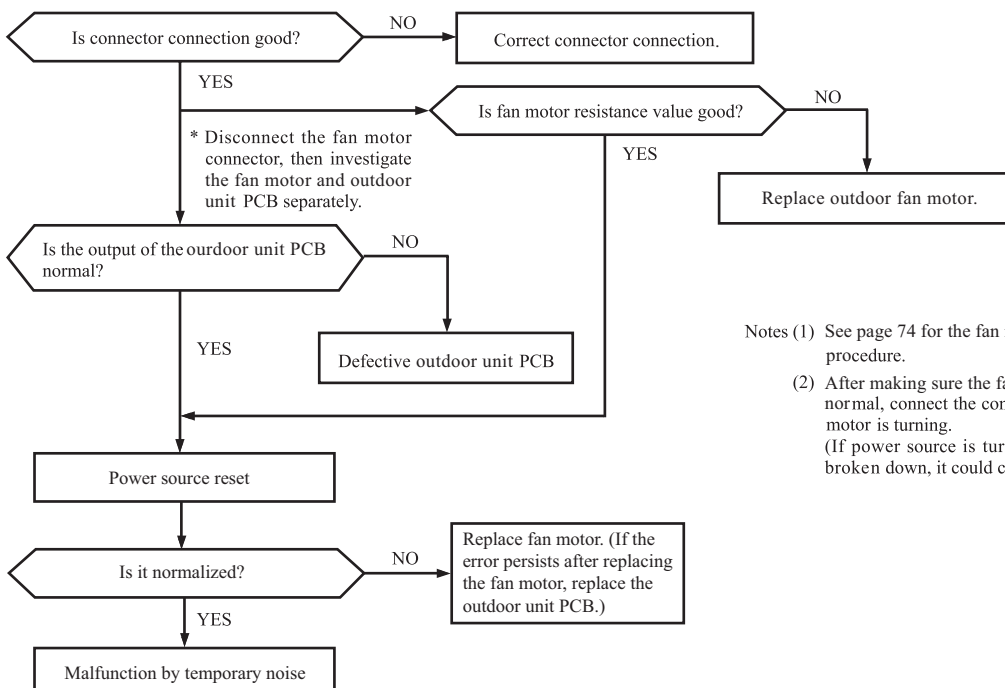 Is connector connection good?
NO
Correct connector connection.
YES
Is fan motor resistance value good?
NO
YES
* Disconnect the fan motor
connector, then investigate
the fan motor and outdoor
unit PCB separately.
Replace outdoor fan motor.
Is the output of the ourdoor unit PCB
normal?
NO
YES
Defective outdoor unit PCB
Notes (1) See page 74 for the fan
procedure.
(2) After making sure the
normal, connect the
motor is turning.
(If power source is
broken down, it could
Power source reset
Is it normalized?
NO
Replace fan motor. (If the
error persists after replacing
the fan motor, replace the
outdoor unit PCB.)
YES
Malfunction by temporary noise